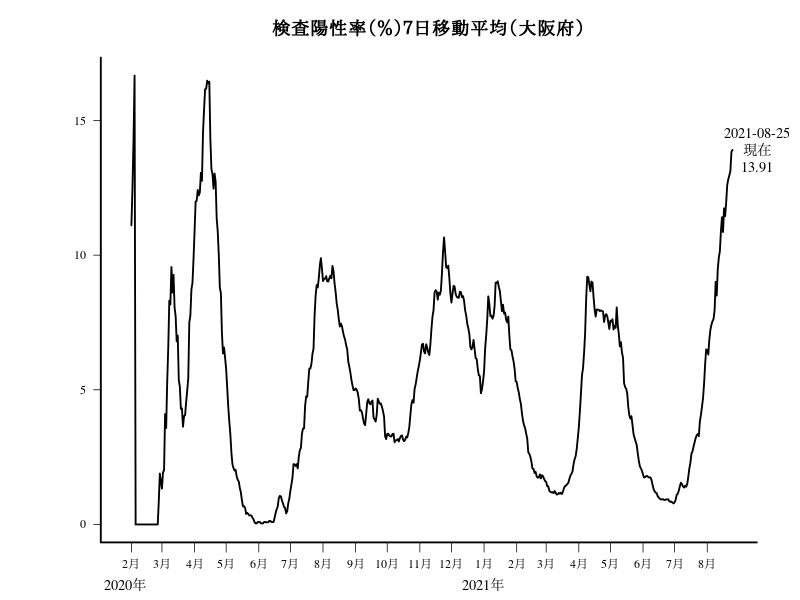 検査陽性率(%)7日移動平均(大阪府)
2021-08-25
現在
13.91
15
10
5
0
2月 3月 4月 5月 6月 7月 8月 9月 10月 11月 12月 1月 2月 3月 4月 5月 6月 7月 8月
2020年 2021年